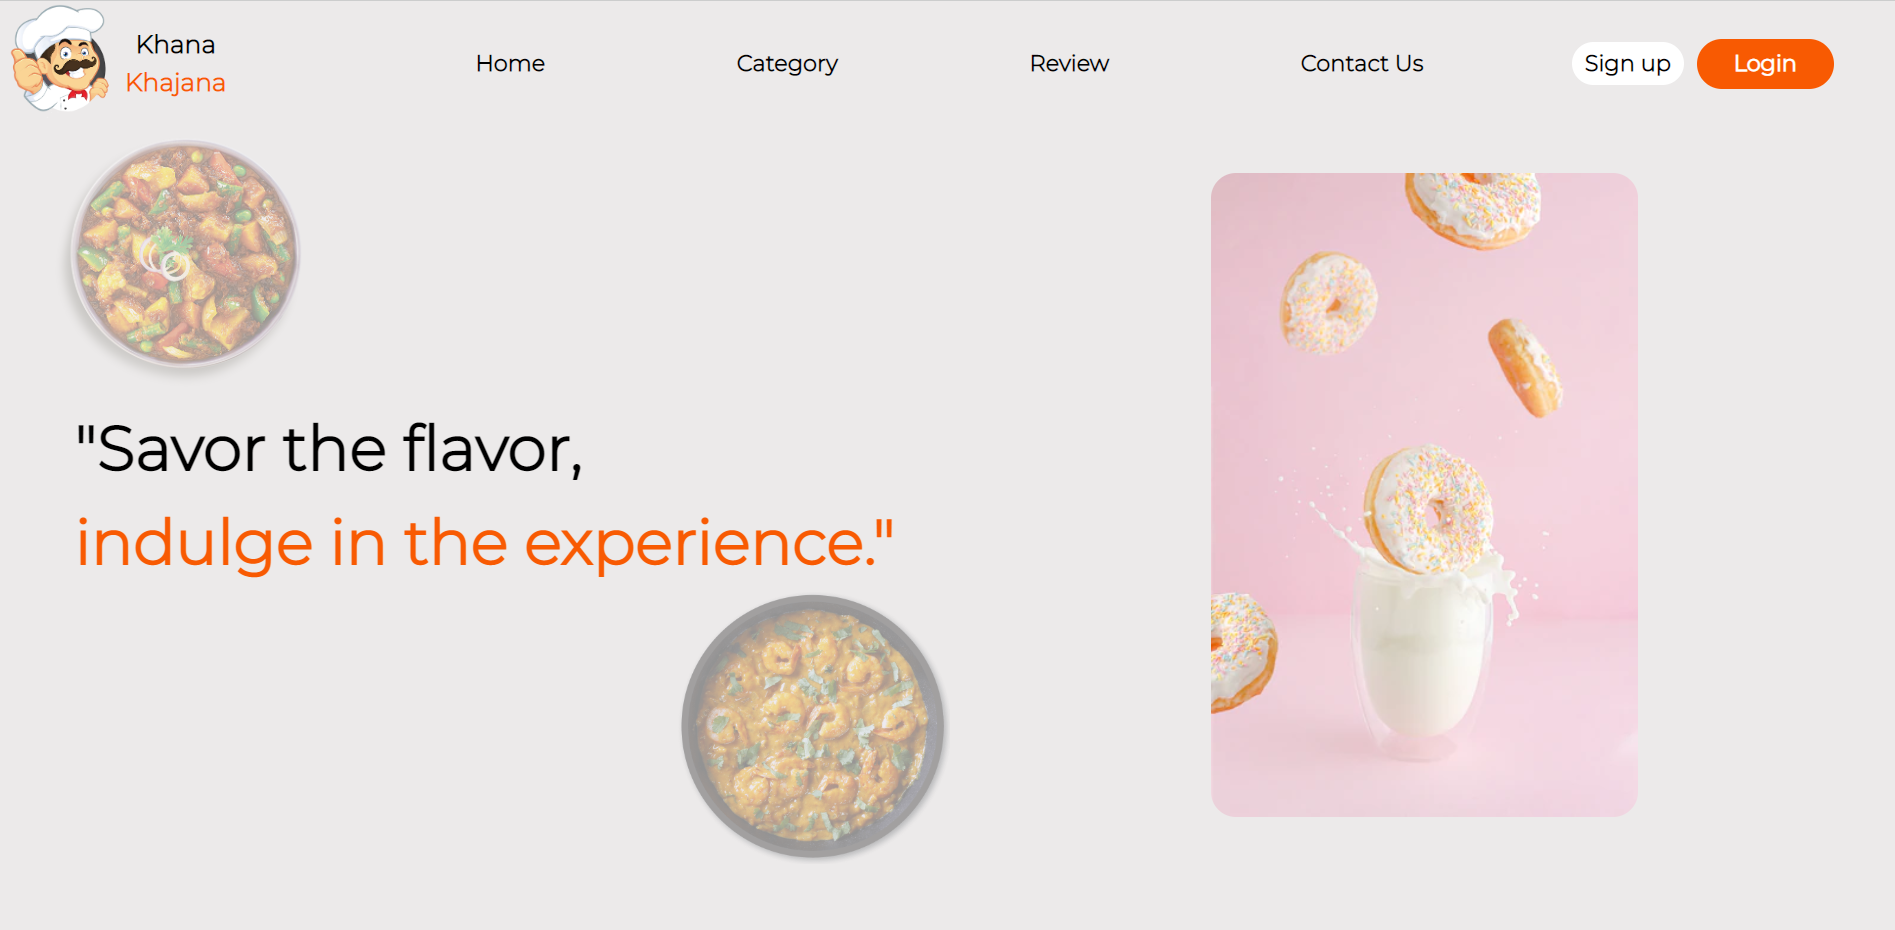 Khana
Khajana
Home
Category
Review
Contact Us
Sign up
Login
"Savor the flavor,
indulge in the experience."